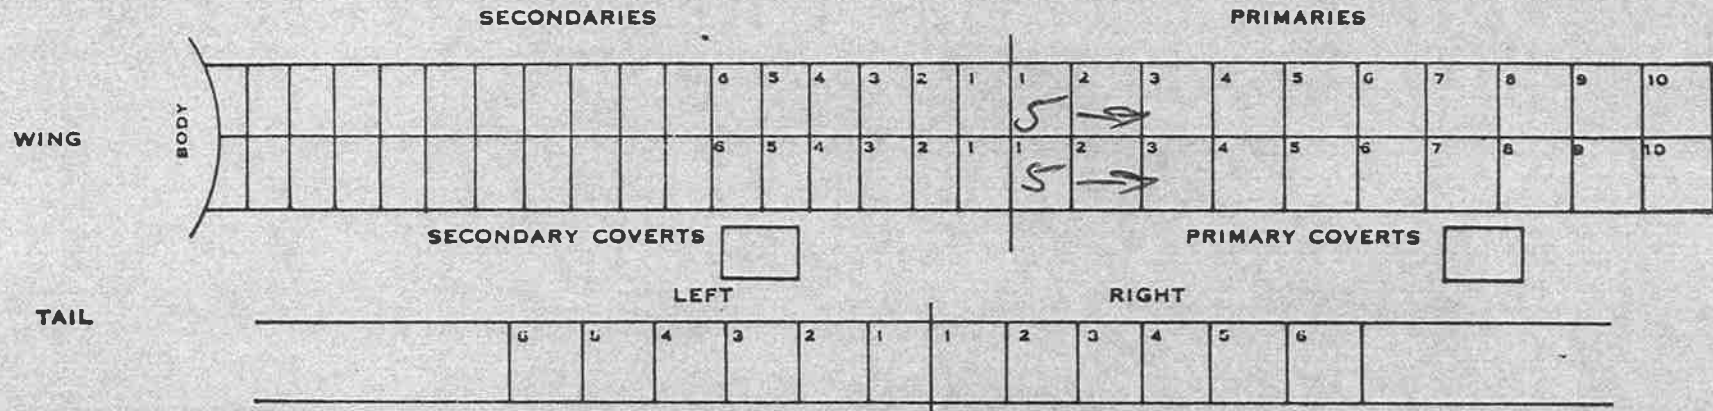 SECONDARIES PRIMARIES
WING BODY
6 5 4 3 2 1 1 2 3 4 5 6 7 8 9 10
5 →
6 5 4 3 2 1 1 2 3 4 5 6 7 8 9 10
5 →
SECONDARY COVERTS PRIMARY COVERTS
LEFT RIGHT
TAIL
6 5 4 3 2 1 1 2 3 4 5 6